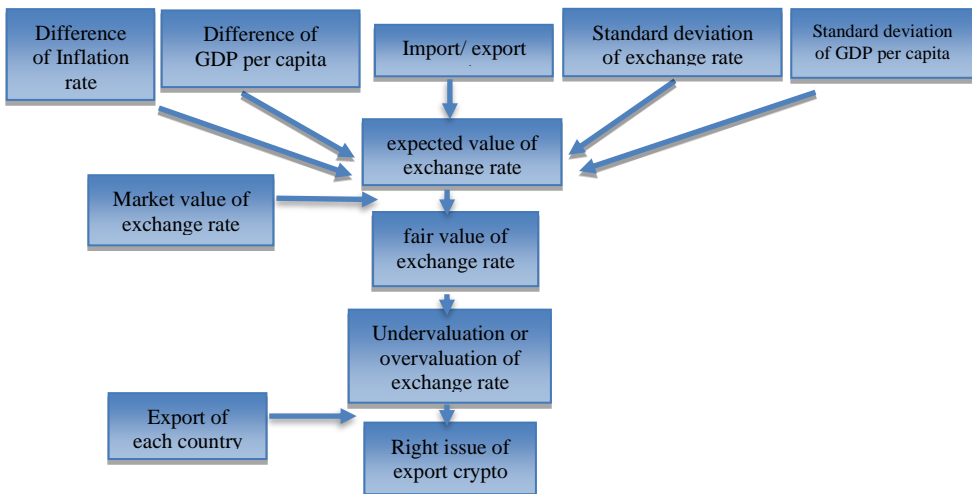 Difference
of Inflation
rate
Difference of
GDP per capita
Import/ export
Standard deviation
of exchange rate
Standard deviation
of GDP per capita
expected value of
exchange rate
Market value of
exchange rate
fair value of
exchange rate
Undervaluation or
overvaluation of
exchange rate
Export of
each country
Right issue of
export crypto